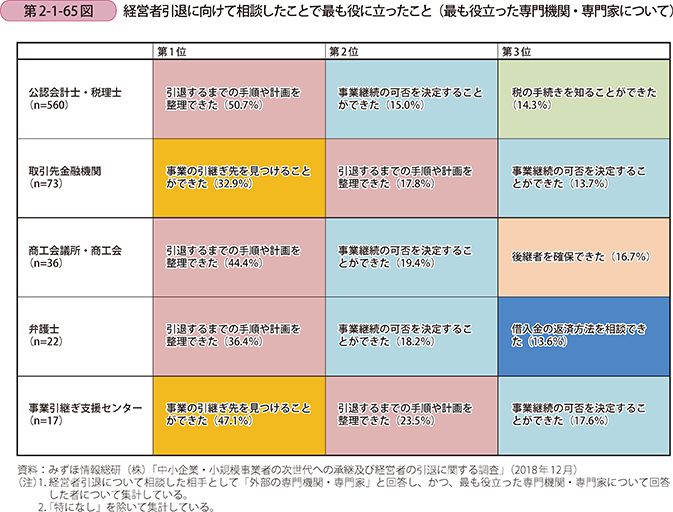 第2-1-65図 経営者引退に向けて相談したことで最も役に立ったこと（最も役立った専門機関・専門家について）
第1位 第2位 第3位
公認会計士・税理士
（n=560）
引退するまでの手順や計画を
整理できた（50.7%）
事業継続の可否を決定すること
ができた（15.0%）
税の手続きを知ることができた
（14.3%）
取引先金融機関
（n=73）
事業の引継ぎ先を見つけること
ができた（32.9%）
引退するまでの手順や計画を
整理できた（17.8%）
事業継続の可否を決定するこ
とができた（13.7%）
商工会議所・商工会
（n=36）
引退するまでの手順や計画を
整理できた（44.4%）
事業継続の可否を決定するこ
とができた（19.4%）
後継者を確保できた（16.7%）
弁護士
（n=22）
引退するまでの手順や計画を
整理できた（36.4%）
事業継続の可否を決定するこ
とができた（18.2%）
借入金の返済方法を相談でき
た（13.6%）
事業引継ぎ支援センター
（n=17）
事業の引継ぎ先を見つけること
ができた（47.1%）
引退するまでの手順や計画を
整理できた（23.5%）
事業継続の可否を決定するこ
とができた（17.6%）
資料：みずほ情報総研（株）「中小企業・小規模事業者の次世代への承継及び経営者の引退に関する調査」（2018年12月）
（注）1. 経営者引退について相談した相手として「外部の専門機関・専門家」と回答し、かつ、最も役立った専門機関・専門家について回答
した者について集計している。
2.「特になし」を除いて集計している。